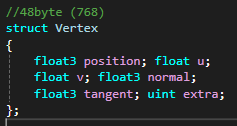 //48byte (768)
struct Vertex
{
float3 position; float u;
float v; float3 normal;
float3 tangent; uint extra;
};